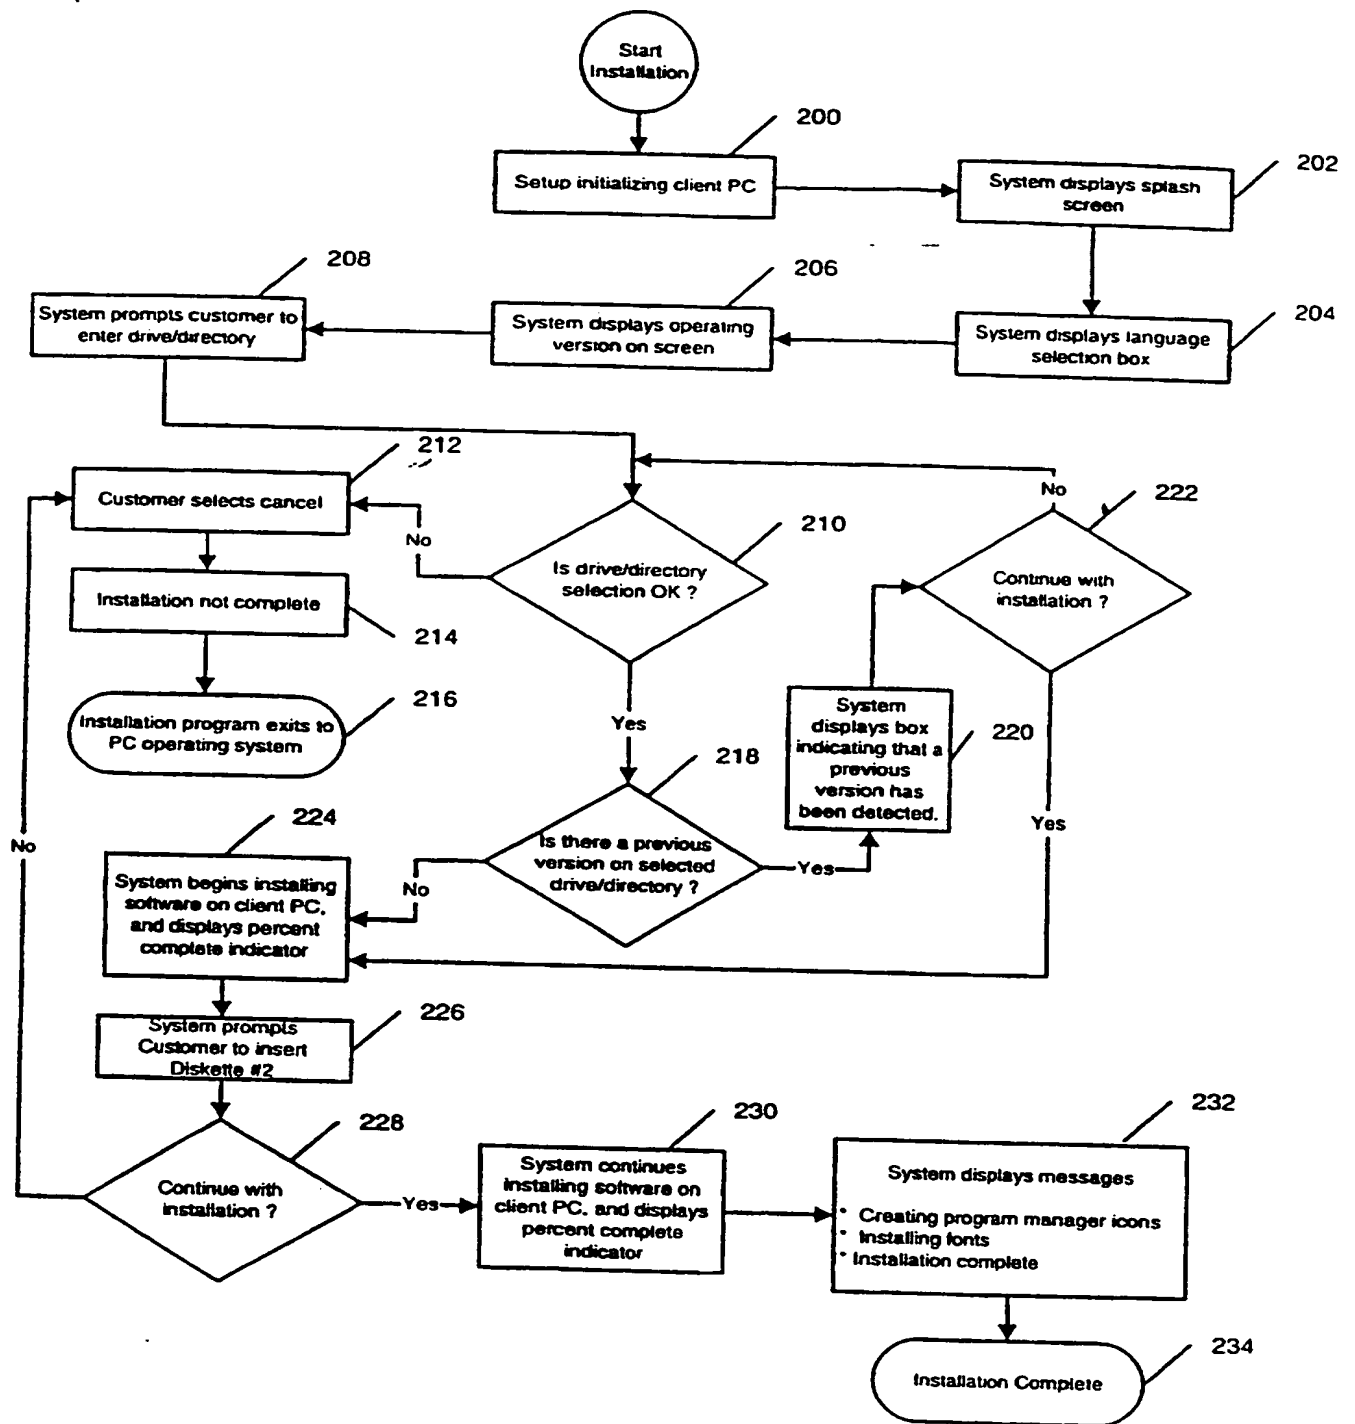 Start
Installation
200
Setup initializing client PC
202
System displays splash
screen
208
206
System prompts customer to
enter drive/directory
System displays operating
version on screen
204
System displays language
selection box
212
Customer selects cancel
No
222
210
No
Is drive/directory
selection OK ?
Continue with
installation ?
Installation not complete
214
216
Installation program exits to
PC operating system
Yes
System
displays box
indicating that a
previous
version has
been detected.
220
218
Yes
No
224
Is there a previous
version on selected
drive/directory ?
Yes
No
System begins installing
software on client PC,
and displays percent
complete indicator
226
System prompts
Customer to insert
Diskette #2
228
Continue with
installation ?
Yes
230
System continues
installing software on
client PC, and displays
percent complete
indicator
232
System displays messages
* Creating program manager icons
* Installing fonts
* Installation complete
234
Installation Complete